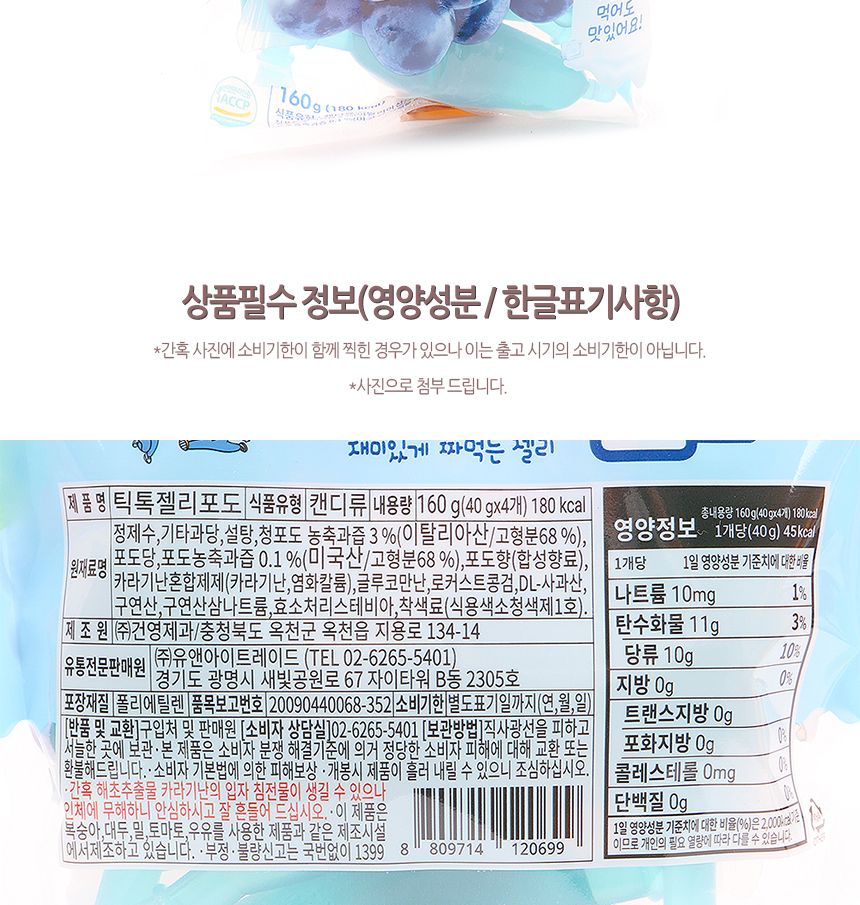 먹어도
맛있어요!
HACCP
160g (180 kcal)
식품유형
상품필수 정보(영양성분 / 한글표기사항)
*간혹 사진에 소비기한이 함께 찍힌 경우가 있으나 이는 출고 시기의 소비기한이 아닙니다.
*사진으로 첨부 드립니다.
재미있게 짜먹는 젤리
제 품 명 틱톡젤리포도 식품유형 캔디류 내용량 160 g(40 gx4개) 180 kcal
원재료명 정제수,기타과당,설탕,청포도 농축과즙 3 %(이탈리아산/고형분68 %),
포도당,포도농축과즙 0.1 %(미국산/고형분68 %),포도향(합성향료),
카라기난혼합제제(카라기난,염화칼륨),글루코만난,로커스트콩검,DL-사과산,
구연산,구연산삼나트륨,효소처리스테비아,착색료(식용색소청색제1호).
제 조 원 ㈜건영제과/충청북도 옥천군 옥천읍 지용로 134-14
유통전문판매원 ㈜유앤아이트레이드 (TEL 02-6265-5401)
경기도 광명시 새빛공원로 67 자이타워 B동 2305호
포장재질 폴리에틸렌 품목보고번호 20090440068-352 소비기한 별도표기일까지(연,월,일)
[반품 및 교환]구입처 및 판매원 [소비자 상담실]02-6265-5401 [보관방법]직사광선을 피하고
서늘한 곳에 보관·본 제품은 소비자 분쟁 해결기준에 의거 정당한 소비자 피해에 대해 교환 또는
환불해드립니다.·소비자 기본법에 의한 피해보상·개봉시 제품이 흘러 내릴 수 있으니 조심하십시오.
·간혹 해초추출물 카라기난의 입자 침전물이 생길 수 있으나
인체에 무해하니 안심하시고 잘 흔들어 드십시오.·이 제품은
복숭아,대두,밀,토마토,우유를 사용한 제품과 같은 제조시설
에서제조하고 있습니다. ·부정·불량신고는 국번없이 1399
8 809714 120699
영양정보 총내용량 160 g(40 gx4개) 180 kcal
1개당(40 g) 45 kcal
1개당 1일 영양성분 기준치에 대한 비율
나트륨 10mg 1%
탄수화물 11g 3%
당류 10g 10%
지방 0g 0%
트랜스지방 0g
포화지방 0g 0%
콜레스테롤 0mg 0%
단백질 0g 0%
1일 영양성분 기준치에 대한 비율(%)은 2,000kcal 기준
이므로 개인의 필요 열량에 따라 다를 수 있습니다.